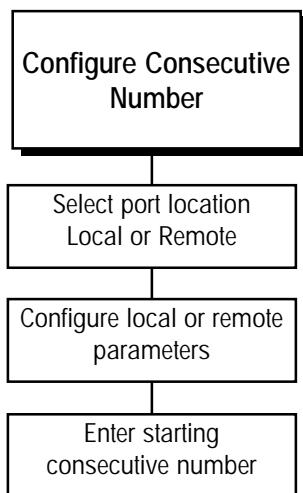 Configure Consecutive
Number
Select port location
Local or Remote
Configure local or remote
parameters
Enter starting
consecutive number